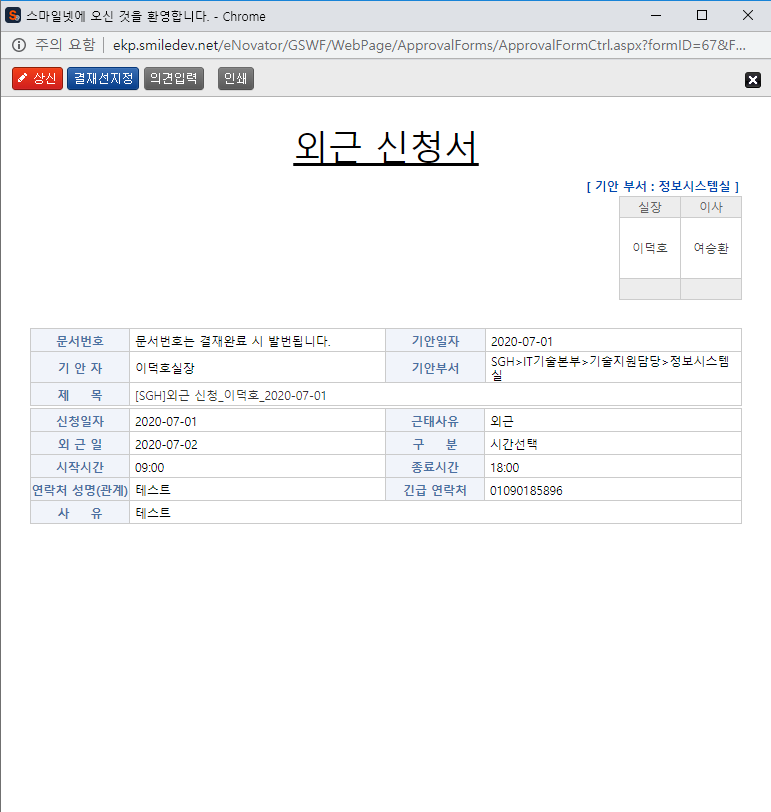 스마일넷에 오신 것을 환영합니다. - Chrome
주의 요함 ekp.smiledev.net/eNovator/GSWF/WebPage/ApprovalForms/ApprovalFormCtrl.aspx?formID=67&F...
상신 결재선지정 의견입력 인쇄
외근 신청서
[ 기안 부서 : 정보시스템실 ]
실장 이사
이덕호 여승환
문서번호 문서번호는 결재완료 시 발번됩니다. 기안일자 2020-07-01
기 안 자 이덕호실장 기안부서 SGH>IT기술본부>기술지원담당>정보시스템
실
제 목 [SGH]외근 신청_이덕호_2020-07-01
신청일자 2020-07-01 근태사유 외근
외 근 일 2020-07-02 구 분 시간선택
시작시간 09:00 종료시간 18:00
연락처 성명(관계) 테스트 긴급 연락처 01090185896
사 유 테스트